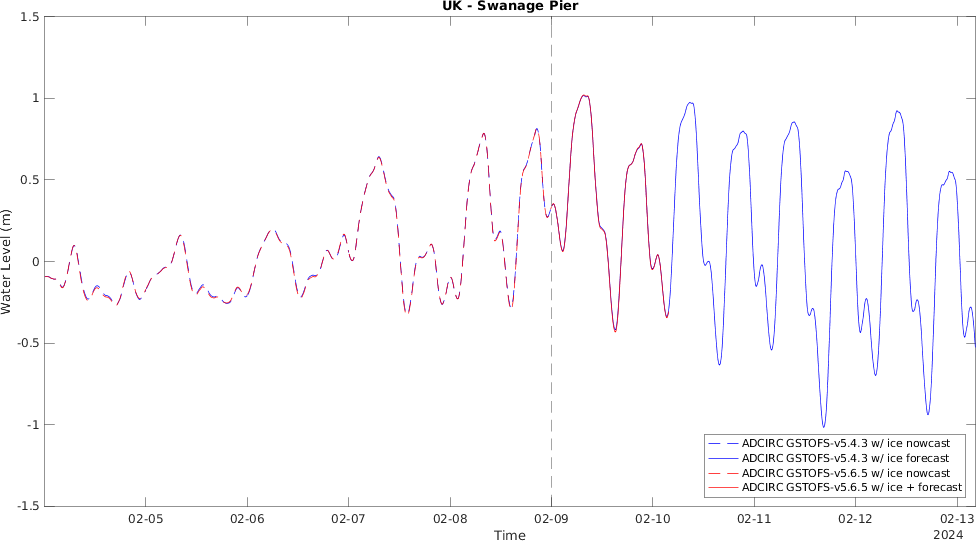 UK - Swanage Pier
1.5
1
0.5
0
-0.5
-1
-1.5
Water Level (m)
ADCIRC GSTOFS-v5.4.3 w/ ice nowcast
ADCIRC GSTOFS-v5.4.3 w/ ice forecast
ADCIRC GSTOFS-v5.6.5 w/ ice nowcast
ADCIRC GSTOFS-v5.6.5 w/ ice + forecast
02-05 02-06 02-07 02-08 02-09 02-10 02-11 02-12 02-13
Time
2024